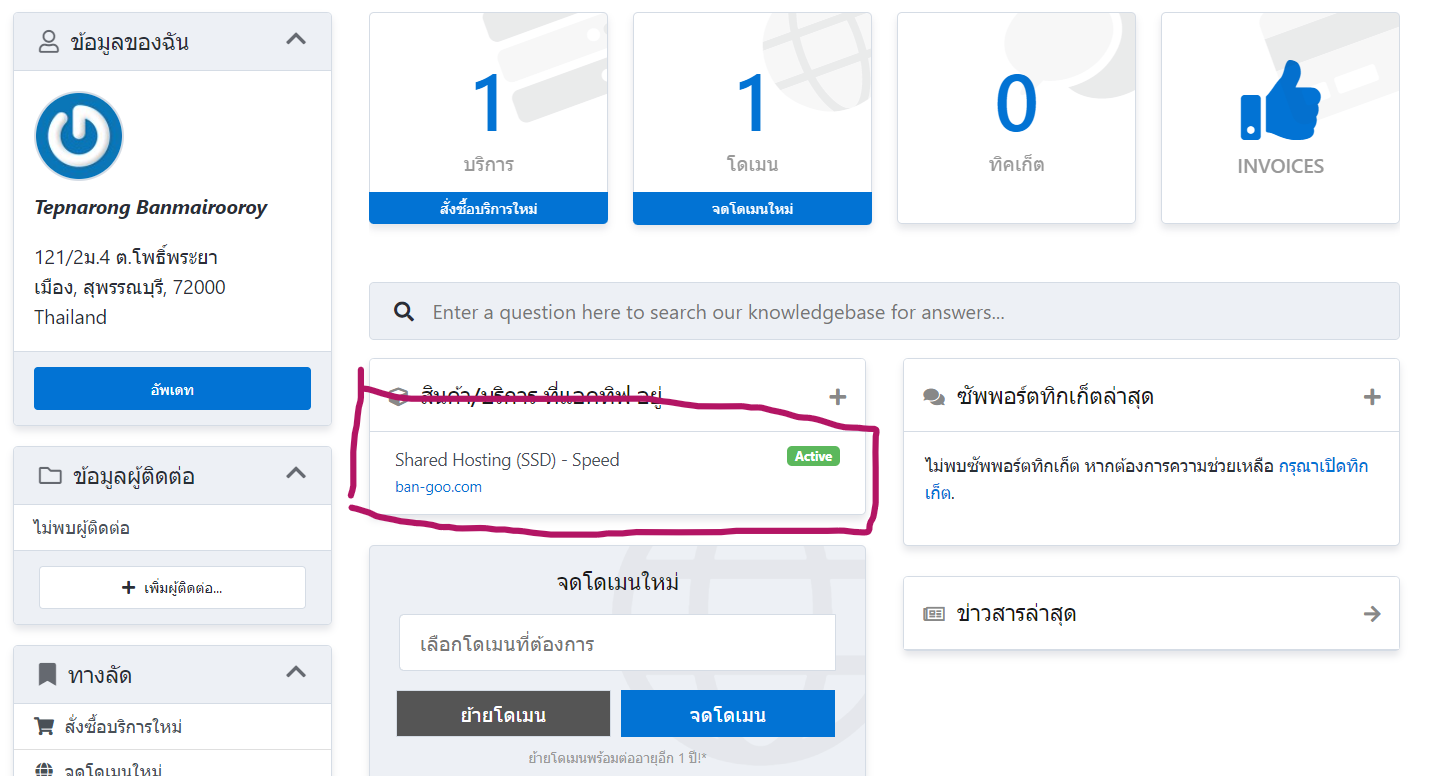 ข้อมูลของฉัน
Tepnarong Banmairooroy
121/2ม.4 ต.โพธิ์พระยา
เมือง, สุพรรณบุรี, 72000
Thailand
อัพเดท
ข้อมูลผู้ติดต่อ
ไม่พบผู้ติดต่อ
เพิ่มผู้ติดต่อ...
ทางลัด
สั่งซื้อบริการใหม่
จดโดเมนใหม่
1
บริการ
สั่งซื้อบริการใหม่
1
โดเมน
จดโดเมนใหม่
0
ทิคเก็ต
INVOICES
Enter a question here to search our knowledgebase for answers...
สินค้า/บริการ ที่แอคทิฟ อยู่
Shared Hosting (SSD) - Speed
Active
ban-goo.com
จดโดเมนใหม่
เลือกโดเมนที่ต้องการ
ย้ายโดเมน
จดโดเมน
ย้ายโดเมนพร้อมต่ออายุอีก 1 ปี!*
ซัพพอร์ตทิกเก็ตล่าสุด
ไม่พบซัพพอร์ตทิกเก็ต หากต้องการความช่วยเหลือ กรุณาเปิดทิก
เก็ต.
ข่าวสารล่าสุด